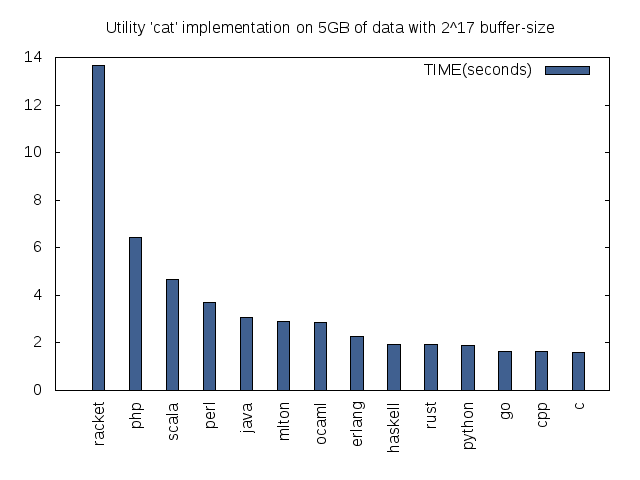 Utility 'cat' implementation on 5GB of data with 2^17 buffer-size
TIME(seconds)
14
12
10
8
6
4
2
0
racket
php
scala
perl
java
mlton
ocaml
erlang
haskell
rust
python
go
cpp
c